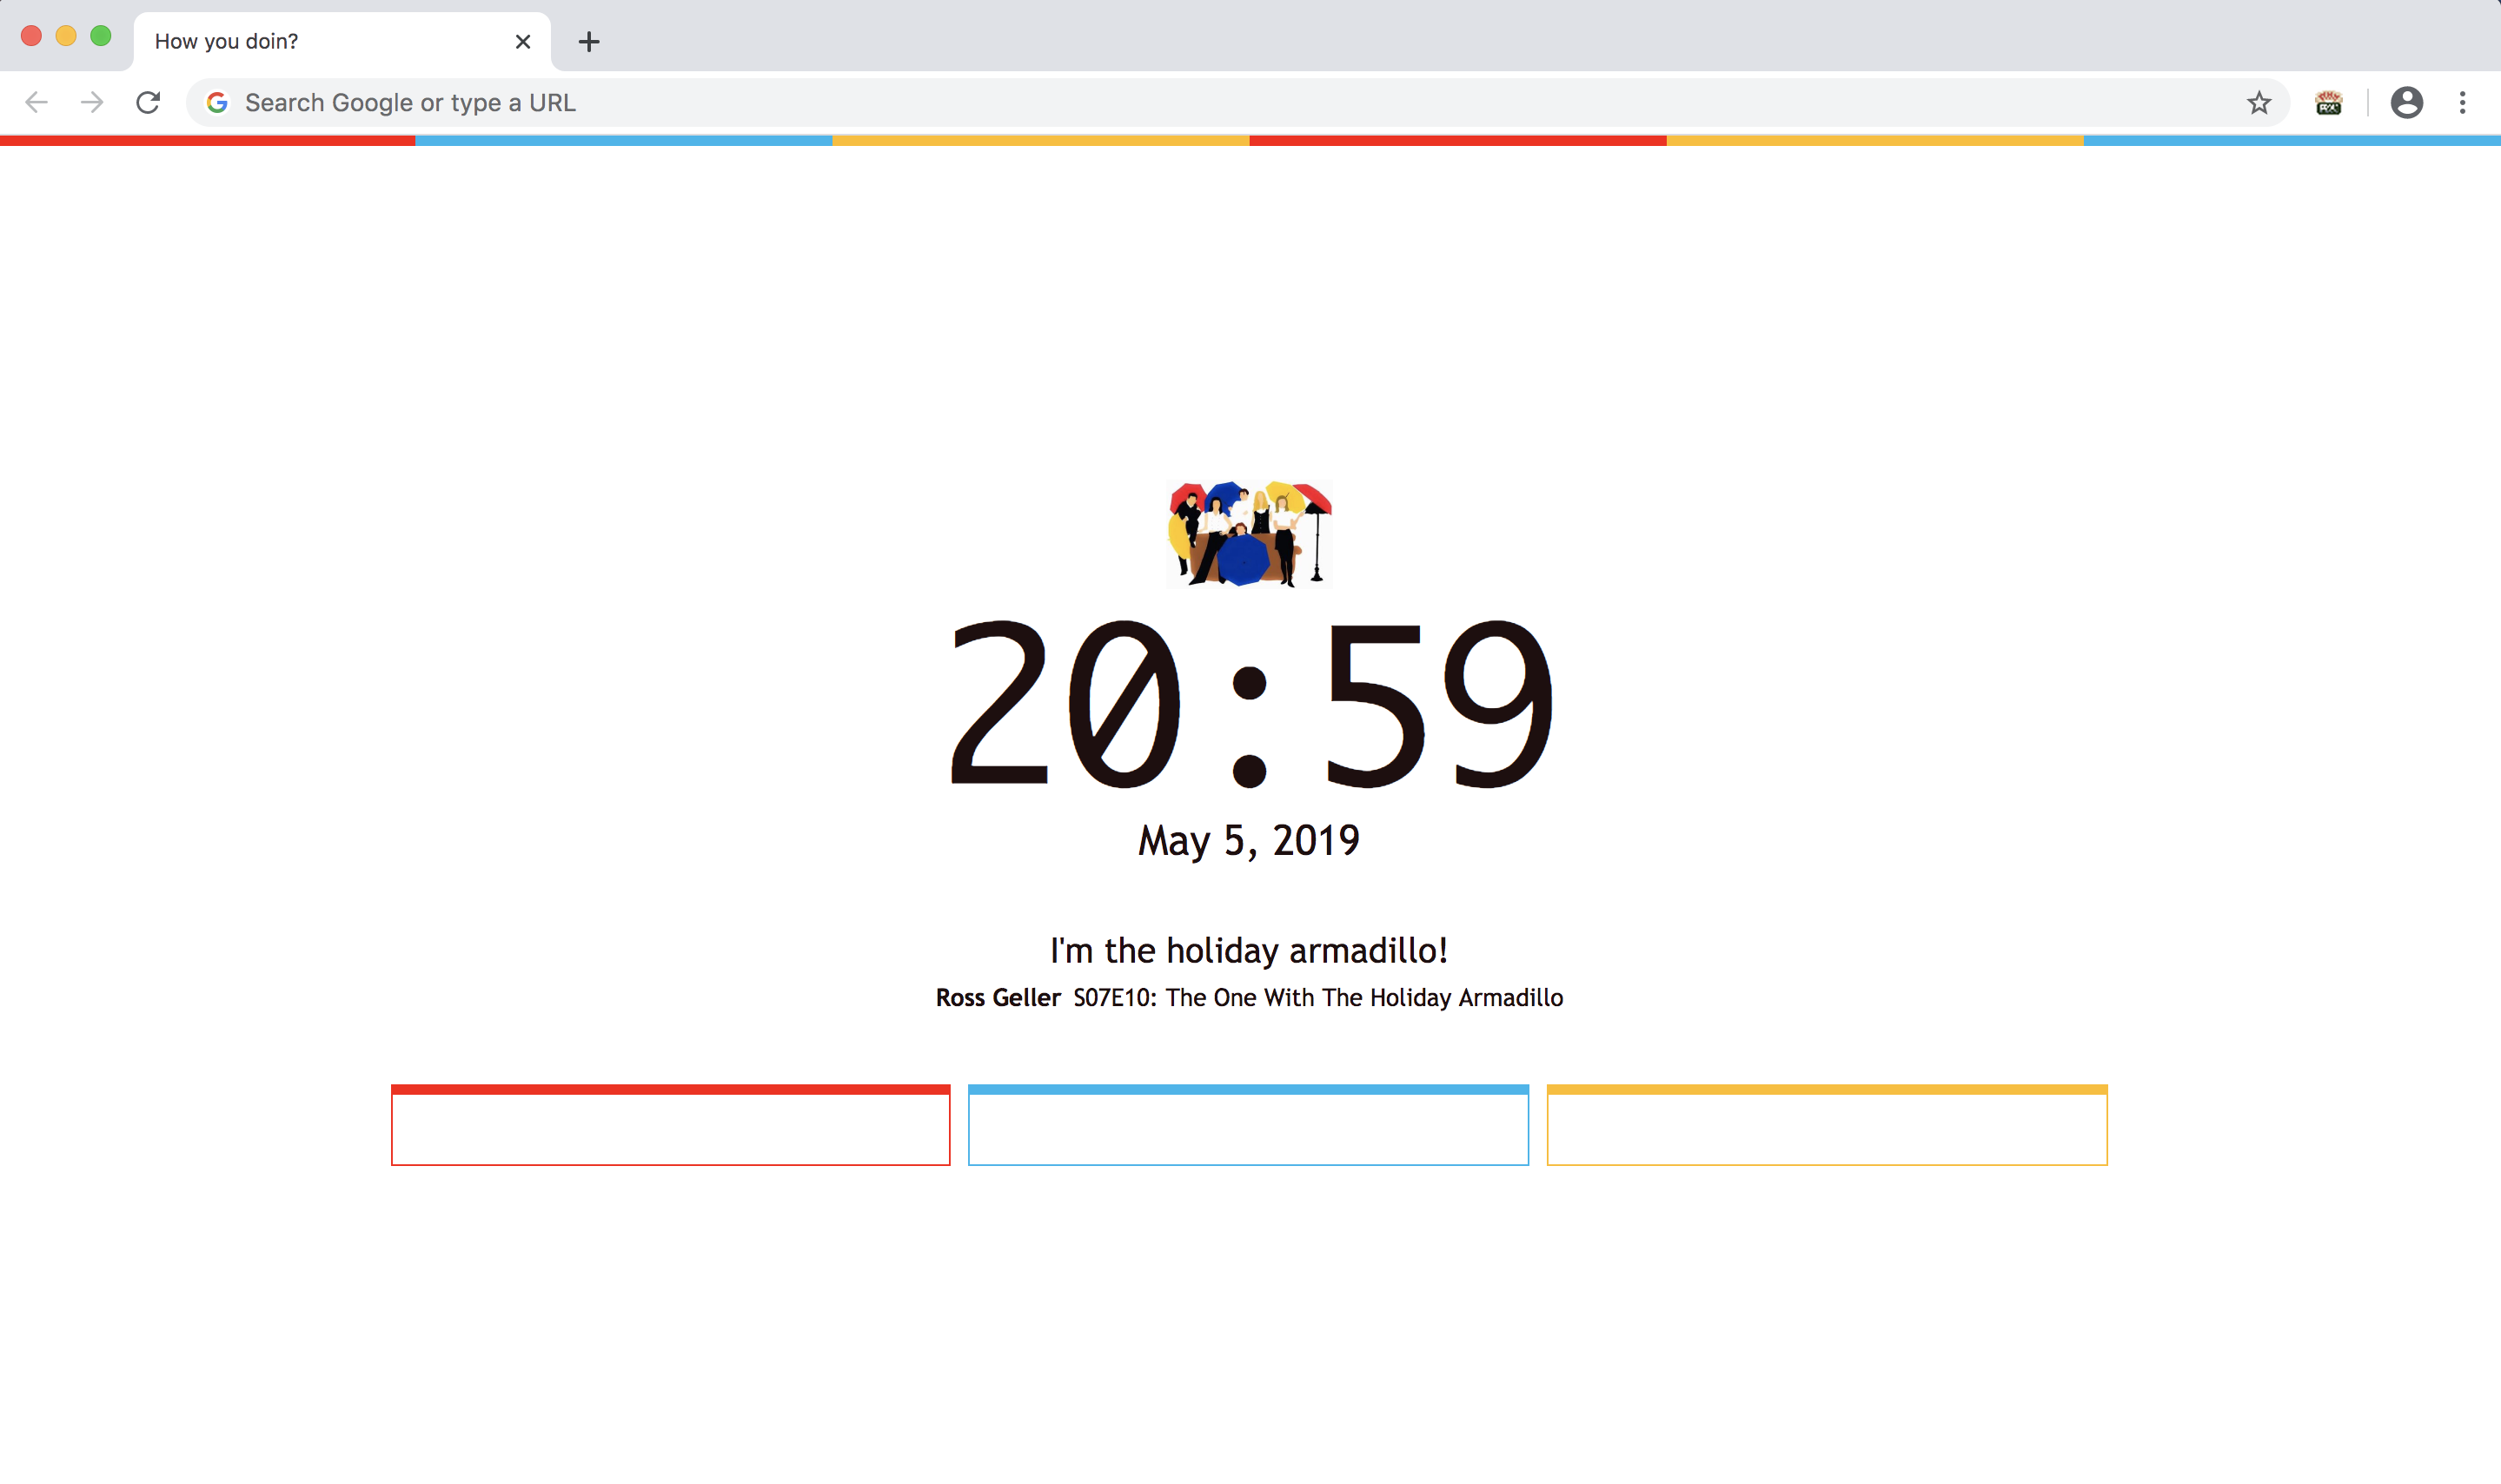 How you doin?
Search Google or type a URL
20:59
May 5, 2019
I'm the holiday armadillo!
Ross Geller S07E10: The One With The Holiday Armadillo